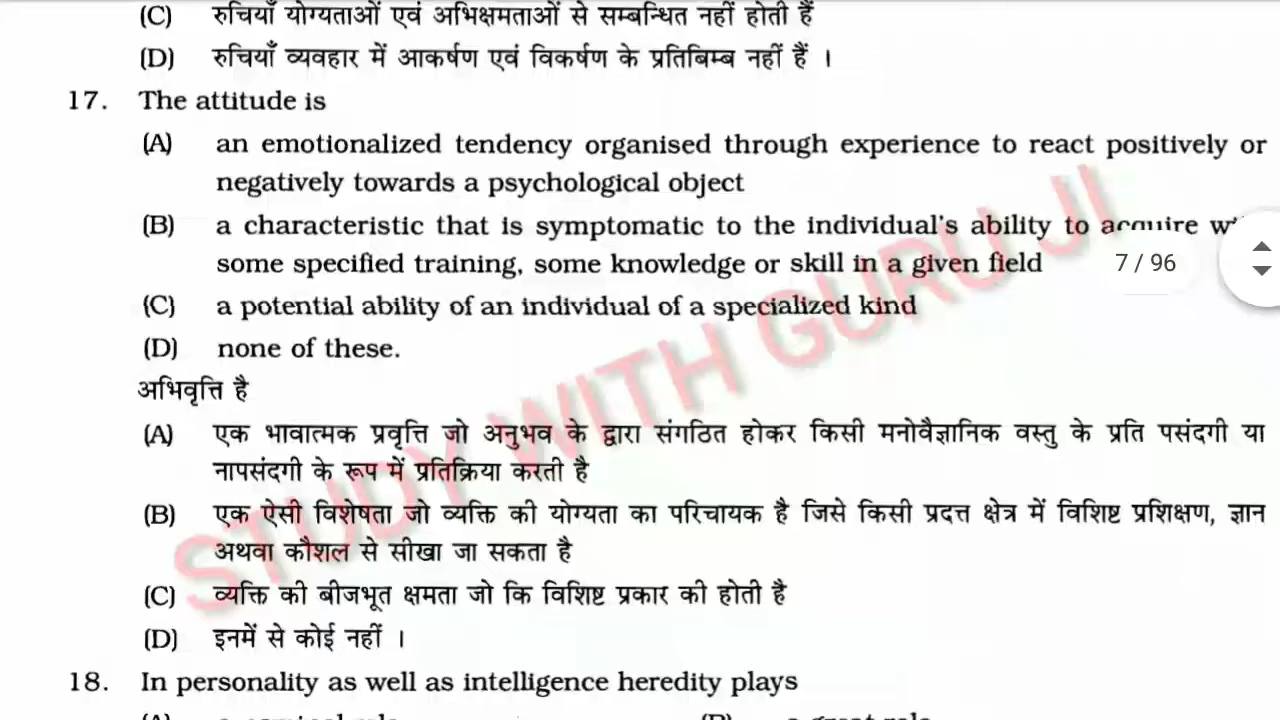 (C) रुचियाँ योग्यताओं एवं अभिक्षमताओं से सम्बन्धित नहीं होती हैं
(D) रुचियाँ व्यवहार में आकर्षण एवं विकर्षण के प्रतिबिम्ब नहीं हैं ।
17. The attitude is
(A) an emotionalized tendency organised through experience to react positively or
negatively towards a psychological object
(B) a characteristic that is symptomatic to the individual's ability to acquire
some specified training, some knowledge or skill in a given field
7 / 96
(C) a potential ability of an individual of a specialized kind
(D) none of these.
अभिवृत्ति है
(A) एक भावात्मक प्रवृत्ति जो अनुभव के द्वारा संगठित होकर किसी मनोवैज्ञानिक वस्तु के प्रति पसंदगी या
नापसंदगी के रूप में प्रतिक्रिया करती है
(B) एक ऐसी विशेषता जो व्यक्ति की योग्यता का परिचायक है जिसे किसी प्रदत्त क्षेत्र में विशिष्ट प्रशिक्षण, ज्ञान
अथवा कौशल से सीखा जा सकता है
(C) व्यक्ति की बीजभूत क्षमता जो कि विशिष्ट प्रकार की होती है
(D) इनमें से कोई नहीं ।
STUDY WITH GURU JI
18. In personality as well as intelligence heredity plays